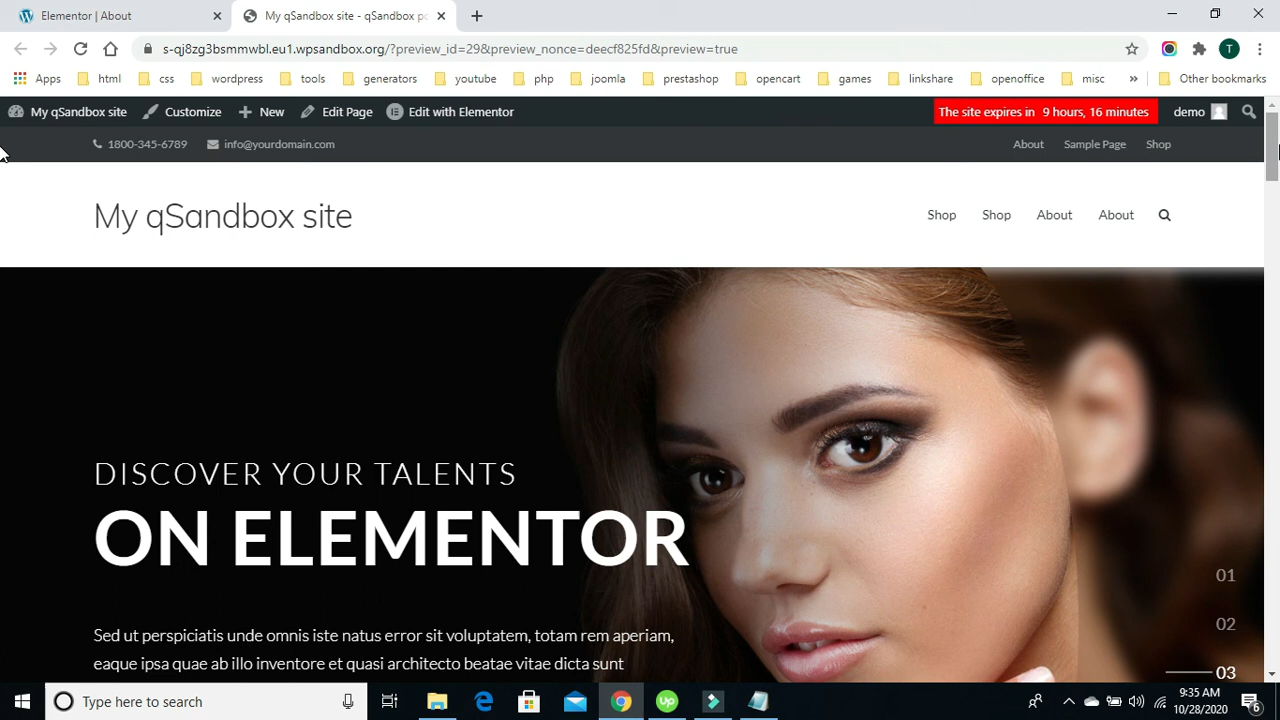 Elementor | About
My qSandbox site - qSandbox po
s-qj8zg3bsmmwbl.eu1.wpsandbox.org/?preview_id=29&preview_nonce=deecf825fd&preview=true
T
Apps html css wordpress tools generators youtube php joomla prestashop opencart games linkshare openoffice misc » Other bookmarks
My qSandbox site Customize New Edit Page Edit with Elementor The site expires in 9 hours, 16 minutes demo
1800-345-6789 info@yourdomain.com About Sample Page Shop
My qSandbox site
Shop Shop About About
DISCOVER YOUR TALENTS
ON ELEMENTOR
01
02
03
Sed ut perspiciatis unde omnis iste natus error sit voluptatem, totam rem aperiam,
eaque ipsa quae ab illo inventore et quasi architecto beatae vitae dicta sunt
Type here to search
Up
9:35 AM
10/28/2020
6